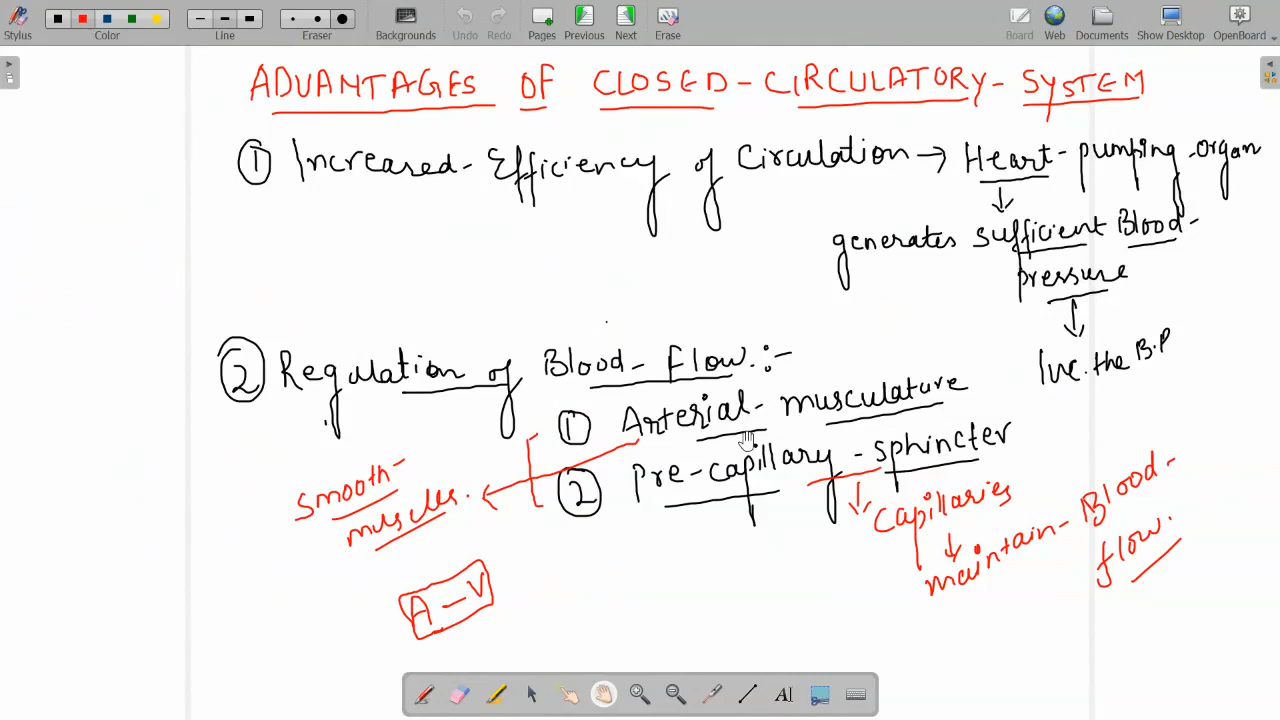 Stylus
Color
Line
Eraser
Backgrounds
Undo
Redo
Pages
Previous
Next
Erase
Board
Web
Documents
Show Desktop
OpenBoard
ADVANTAGES OF CLOSED-CIRCULATORY-SYSTEM
① Increased-Efficiency of Circulation → Heart-pumping-organ
↓
generates sufficient Blood-
pressure
↓
Inc. the B.P
② Regulation of Blood-flow:-
① Arterial-musculature
② Pre-capillary-sphincter
smooth-
muscles.
↓
Capillaries
↓
maintain-Blood-
flow.
A-V